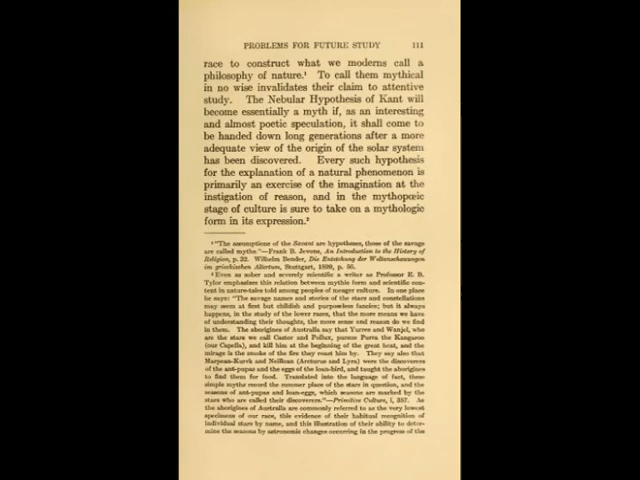 PROBLEMS FOR FUTURE STUDY 111
race to construct what we moderns call a
philosophy of nature.¹ To call them mythical
in no wise invalidates their claim to attentive
study. The Nebular Hypothesis of Kant will
become essentially a myth if, as an interesting
and almost poetic speculation, it shall come to
be handed down long generations after a more
adequate view of the origin of the solar system
has been discovered. Every such hypothesis
for the explanation of a natural phenomenon is
primarily an exercise of the imagination at the
instigation of reason, and in the mythopœic
stage of culture is sure to take on a mythologic
form in its expression.²
¹ "The assumptions of the Savant are hypotheses, those of the savage
are called myths."—Frank B. Jevons, An Introduction to the History of
Religion, p. 32. Wilhelm Bender, Die Entstehung der Weltanschauungen
im griechischen Altertum, Stuttgart, 1899, p. 56.
² Even as sober and severely scientific a writer as Professor E. B.
Tylor emphasizes this relation between mythic form and scientific con-
tent in nature-tales told among peoples of meager culture. In one place
he says: "The savage names and stories of the stars and constellations
may seem at first but childish and purposeless fancies; but it always
happens, in the study of the lower races, that the more means we have
of understanding their thoughts, the more sense and reason do we find
in them. The aborigines of Australia say that Yurree and Wanjel, who
are the stars we call Castor and Pollux, pursue Purra the Kangaroo
(our Capella), and kill him at the beginning of the great heat, and the
mirage is the smoke of the fire they roast him by. They say also that
Marpean-Kurrk and Neilloan (Arcturus and Lyra) were the discoverers
of the ant-pupas and the eggs of the loan-bird, and taught the aborigines
to find them for food. Translated into the language of fact, these
simple myths record the summer place of the stars in question, and the
seasons of ant-pupas and loan-eggs, which seasons are marked by the
stars who are called their discoverers."—Primitive Culture, i, 357. As
the aborigines of Australia are commonly referred to as the very lowest
specimens of our race, this evidence of their habitual recognition of
individual stars by name, and this illustration of their ability to deter-
mine the seasons by astronomic changes occurring in the progress of the